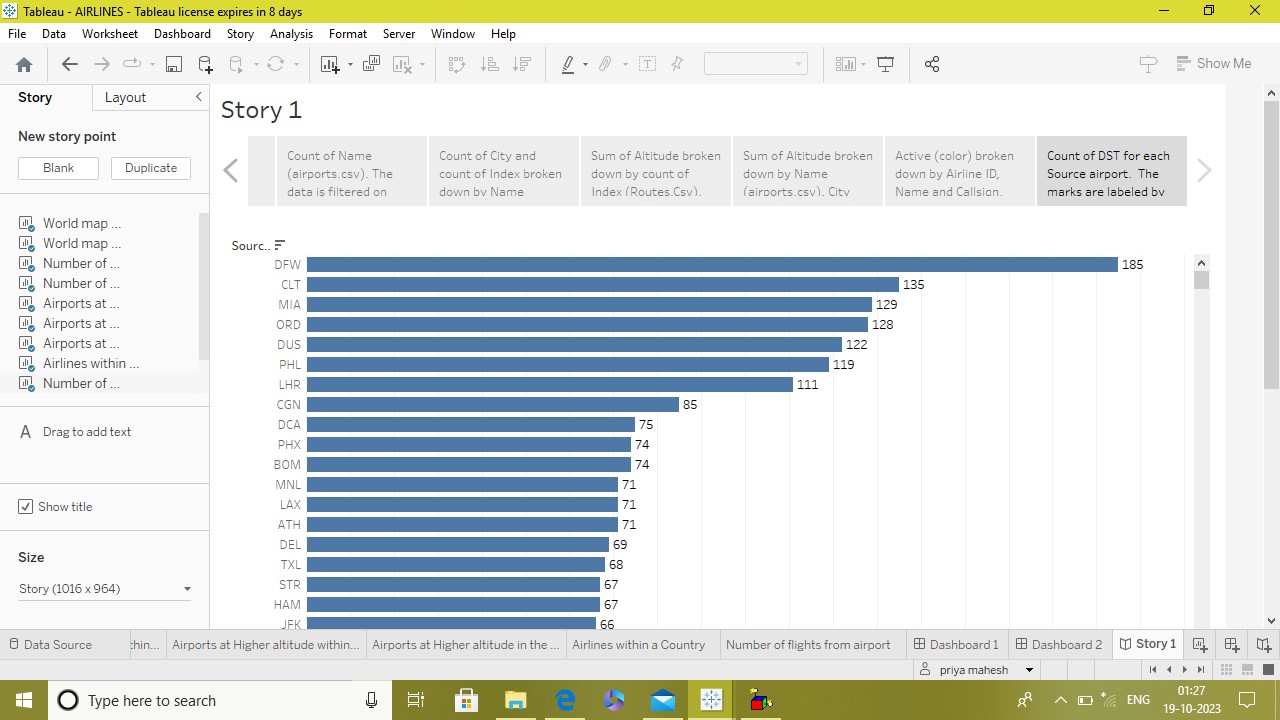 Tableau - AIRLINES - Tableau license expires in 8 days
File Data Worksheet Dashboard Story Analysis Format Server Window Help
Show Me
Story Layout
New story point
Blank Duplicate
World map ...
World map ...
Number of ...
Number of ...
Airports at ...
Airports at ...
Airports at ...
Airlines within ...
Number of ...
A Drag to add text
Show title
Size
Story (1016 x 964)
Story 1
Count of Name
(airports.csv). The
data is filtered on
Count of City and
count of Index broken
down by Name
Sum of Altitude broken
down by count of
Index (Routes.Csv).
Sum of Altitude broken
down by Name
(airports.csv). City
Active (color) broken
down by Airline ID,
Name and Callsign.
Count of DST for each
Source airport. The
marks are labeled by
Sourc..
DFW 185
CLT 135
MIA 129
ORD 128
DUS 122
PHL 119
LHR 111
CGN 85
DCA 75
PHX 74
BOM 74
MNL 71
LAX 71
ATH 71
DEL 69
TXL 68
STR 67
HAM 67
JFK 66
Data Source thin... Airports at Higher altitude within... Airports at Higher altitude in the ... Airlines within a Country Number of flights from airport Dashboard 1 Dashboard 2 Story 1
priya mahesh
Type here to search
ENG
01:27
19-10-2023